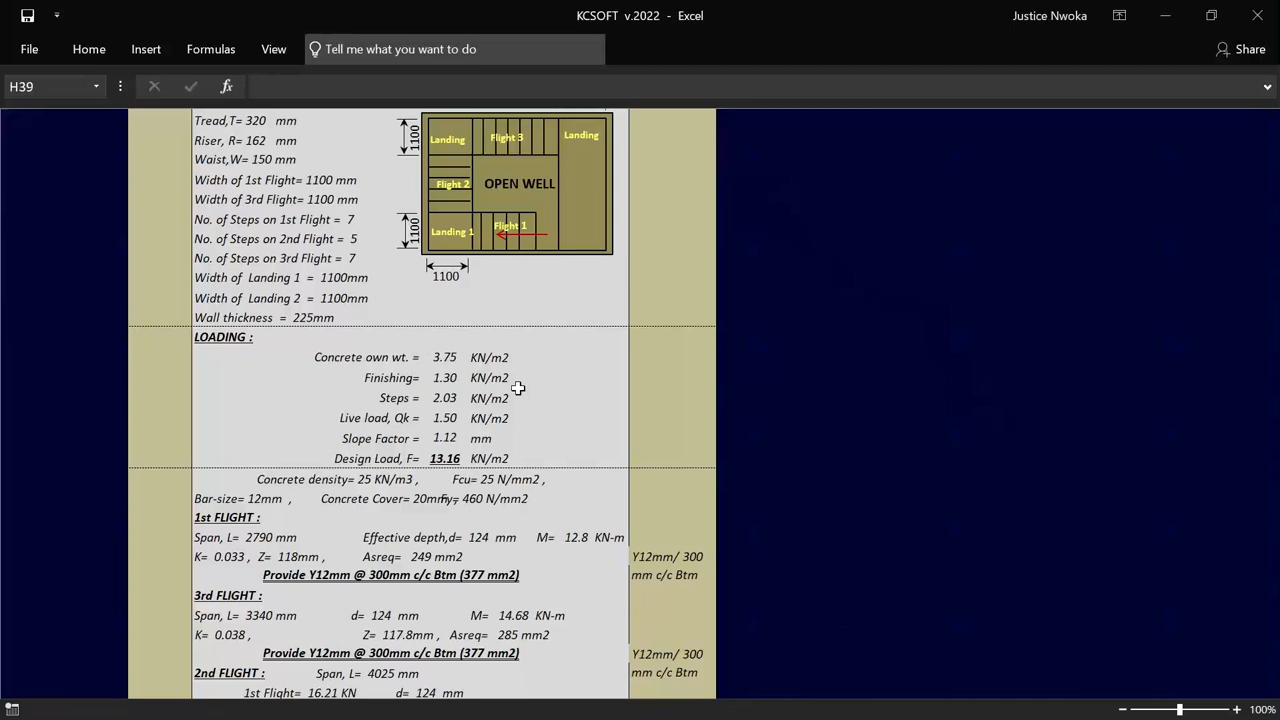 KCSOFT v.2022 - Excel
Justice Nwoka
File Home Insert Formulas View Tell me what you want to do
Share
H39
fx
Tread,T= 320 mm
Riser, R= 162 mm
Waist,W= 150 mm
Width of 1st Flight= 1100 mm
Width of 3rd Flight= 1100 mm
No. of Steps on 1st Flight = 7
No. of Steps on 2nd Flight = 5
No. of Steps on 3rd Flight = 7
Width of Landing 1 = 1100mm
Width of Landing 2 = 1100mm
Wall thickness = 225mm
1100
Landing
Flight 3
Landing
Flight 2
OPEN WELL
1100
Landing 1
Flight 1
1100
LOADING :
Concrete own wt. = 3.75 KN/m2
Finishing= 1.30 KN/m2
Steps = 2.03 KN/m2
Live load, Qk = 1.50 KN/m2
Slope Factor = 1.12 mm
Design Load, F= 13.16 KN/m2
Concrete density= 25 KN/m3 , Fcu= 25 N/mm2 ,
Bar-size= 12mm , Concrete Cover= 20mm, Fy= 460 N/mm2
1st FLIGHT :
Span, L= 2790 mm Effective depth,d= 124 mm M= 12.8 KN-m
K= 0.033 , Z= 118mm , Asreq= 249 mm2
Y12mm/ 300
Provide Y12mm @ 300mm c/c Btm (377 mm2)
mm c/c Btm
3rd FLIGHT :
Span, L= 3340 mm d= 124 mm M= 14.68 KN-m
K= 0.038 , Z= 117.8mm , Asreq= 285 mm2
Provide Y12mm @ 300mm c/c Btm (377 mm2)
Y12mm/ 300
mm c/c Btm
2nd FLIGHT : Span, L= 4025 mm
1st Flight= 16.21 KN d= 124 mm
100%